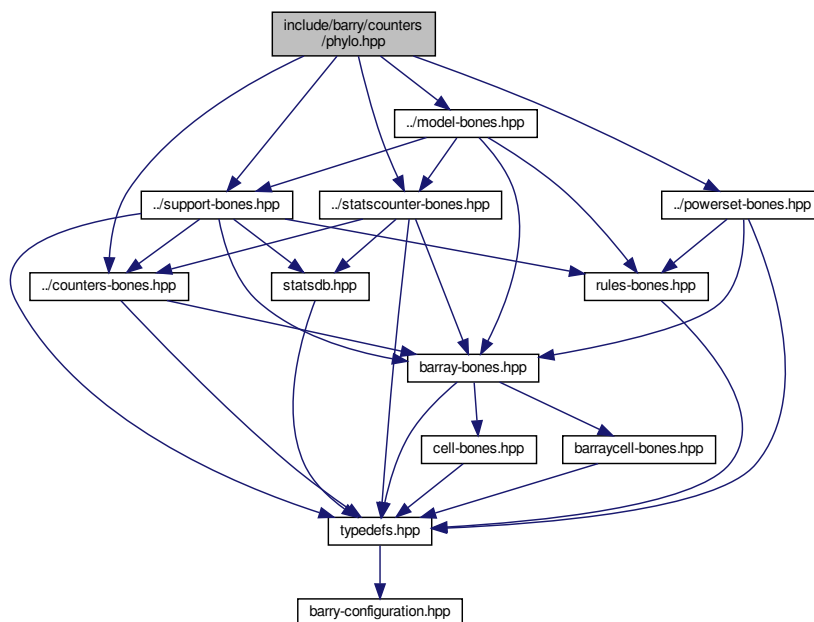 include/barry/counters
/phylo.hpp
../model-bones.hpp
../support-bones.hpp
../statscounter-bones.hpp
../powerset-bones.hpp
../counters-bones.hpp
statsdb.hpp
rules-bones.hpp
barray-bones.hpp
cell-bones.hpp
barraycell-bones.hpp
typedefs.hpp
barry-configuration.hpp